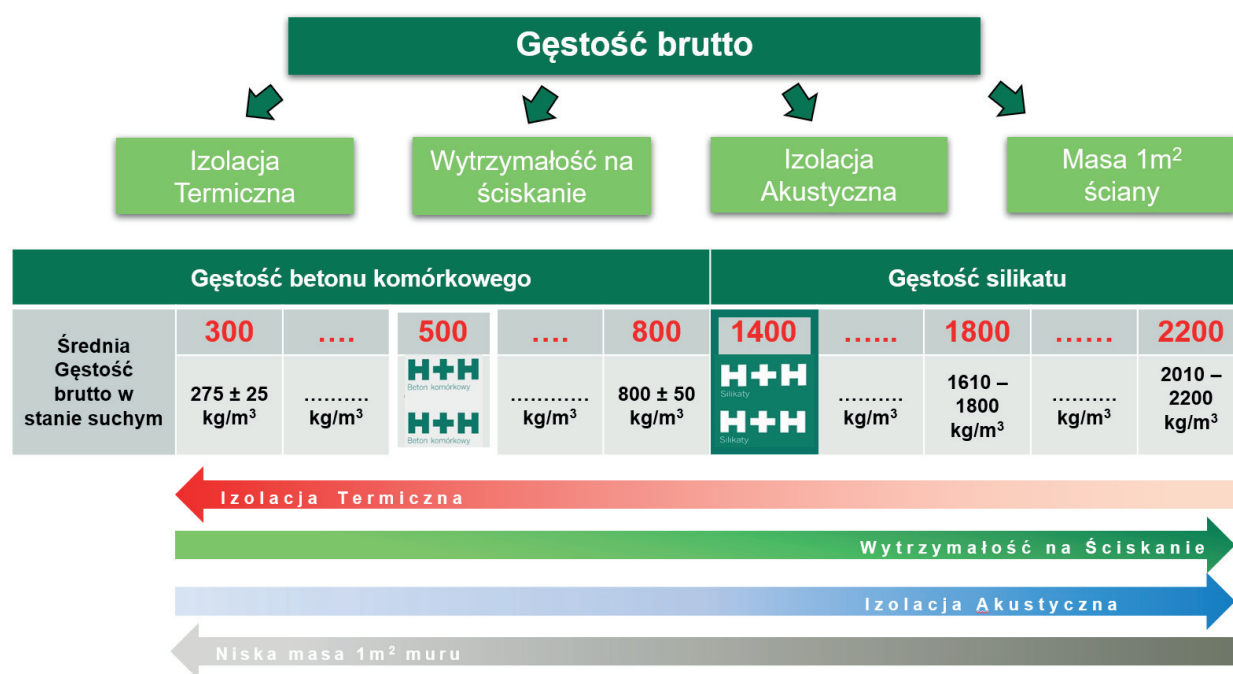 Gęstość brutto
Izolacja
Termiczna
Wytrzymałość na
ściskanie
Izolacja
Akustyczna
Masa 1m²
ściany
Gęstość betonu komórkowego
Gęstość silikatu
Średnia
Gęstość
brutto w
stanie suchym
300
....
500
....
800
1400
......
1800
......
2200
275 ± 25
kg/m³
..........
kg/m³
H+H
Beton komórkowy
H+H
Beton komórkowy
............
kg/m³
800 ± 50
kg/m³
H+H
Silikaty
H+H
Silikaty
..........
kg/m³
1610 –
1800
kg/m³
..........
kg/m³
2010 –
2200
kg/m³
Izolacja Termiczna
Wytrzymałość na Ściskanie
Izolacja Akustyczna
Niska masa 1m² muru